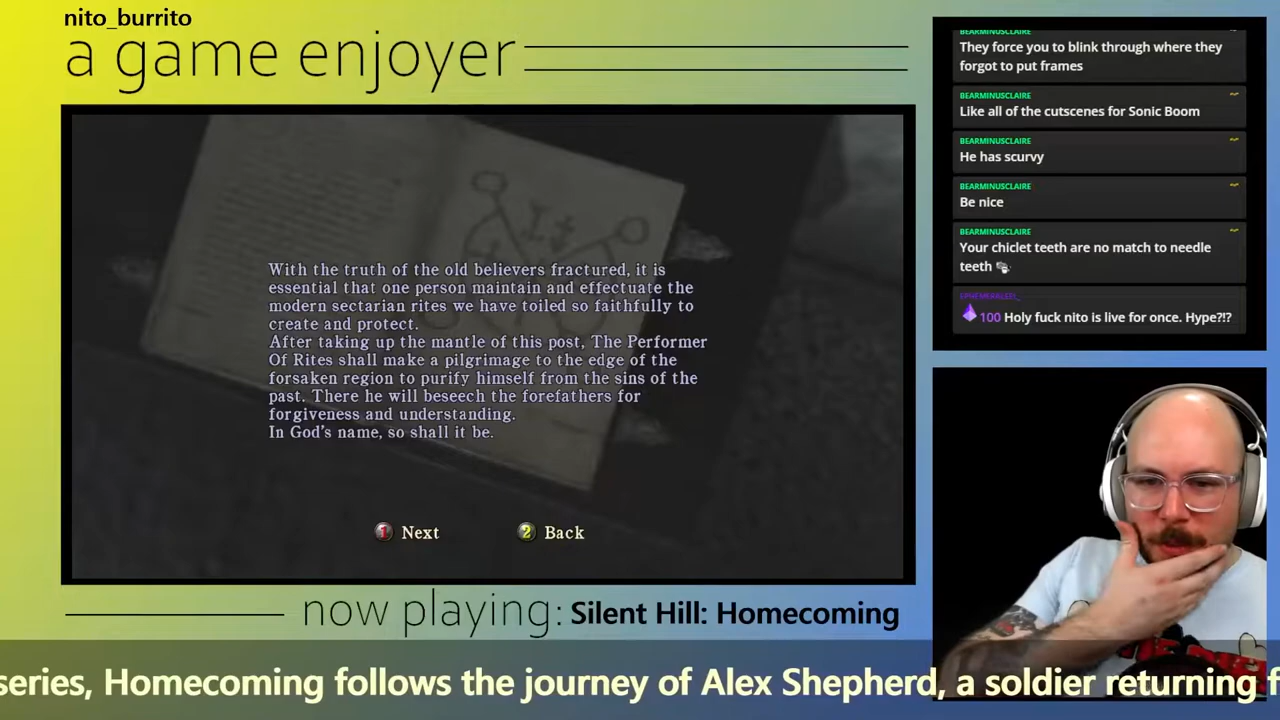 nito_burrito
a game enjoyer
With the truth of the old believers fractured, it is
essential that one person maintain and effectuate the
modern sectarian rites we have toiled so faithfully to
create and protect.
After taking up the mantle of this post, The Performer
Of Rites shall make a pilgrimage to the edge of the
forsaken region to purify himself from the sins of the
past. There he will beseech the forefathers for
forgiveness and understanding.
In God's name, so shall it be.
1 Next
2 Back
now playing: Silent Hill: Homecoming
series, Homecoming follows the journey of Alex Shepherd, a soldier returning f
BEARMINUSCLAIRE
They force you to blink through where they
forgot to put frames
BEARMINUSCLAIRE
Like all of the cutscenes for Sonic Boom
BEARMINUSCLAIRE
He has scurvy
BEARMINUSCLAIRE
Be nice
BEARMINUSCLAIRE
Your chiclet teeth are no match to needle
teeth
100 Holy fuck nito is live for once. Hype?!?